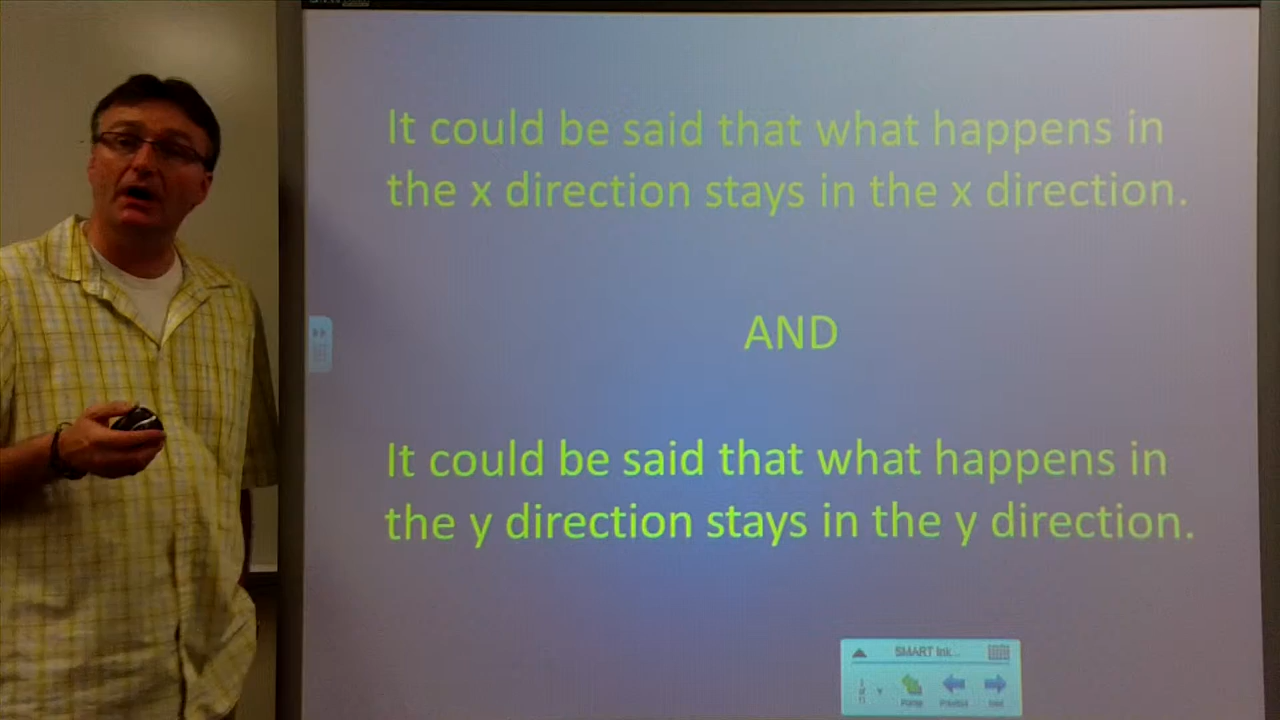 It could be said that what happens in
the x direction stays in the x direction.
AND
It could be said that what happens in
the y direction stays in the y direction.
SMART Ink...